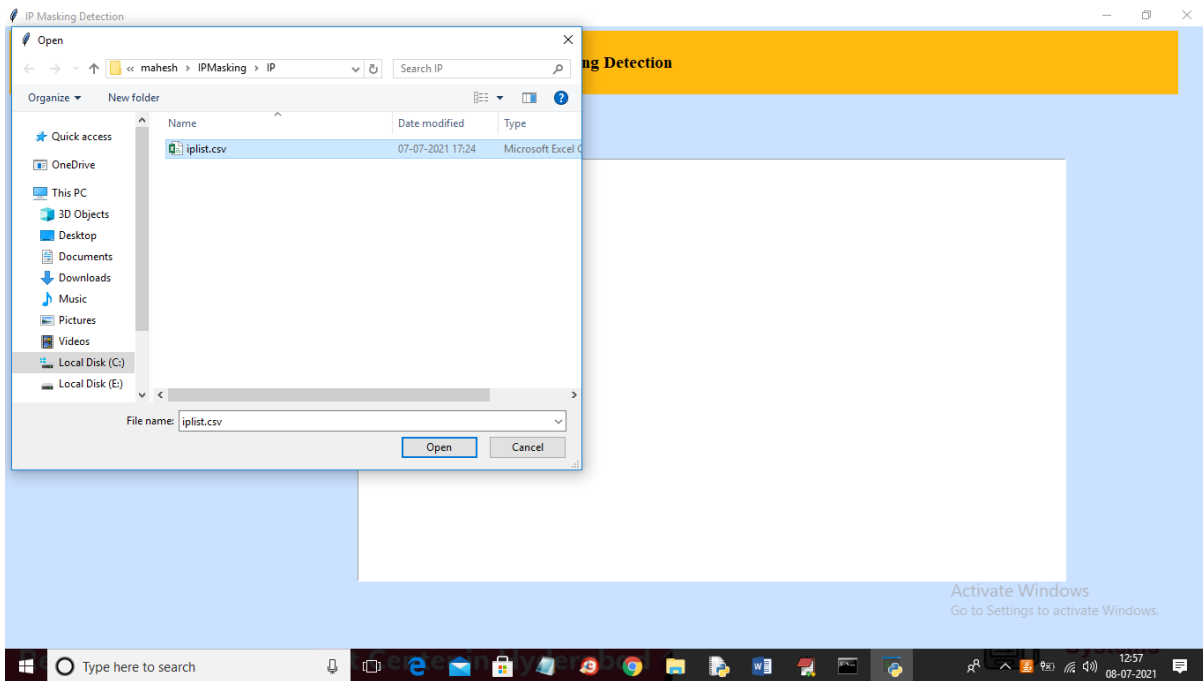 IP Masking Detection
Open
ng Detection
« mahesh › IPMasking › IP
Search IP
Organize
New folder
Name
Date modified
Type
Quick access
iplist.csv
07-07-2021 17:24
Microsoft Excel
OneDrive
This PC
3D Objects
Desktop
Documents
Downloads
Music
Pictures
Videos
Local Disk (C:)
Local Disk (E:)
File name:
iplist.csv
Open
Cancel
Activate Windows
Go to Settings to activate Windows.
Type here to search
12:57
08-07-2021